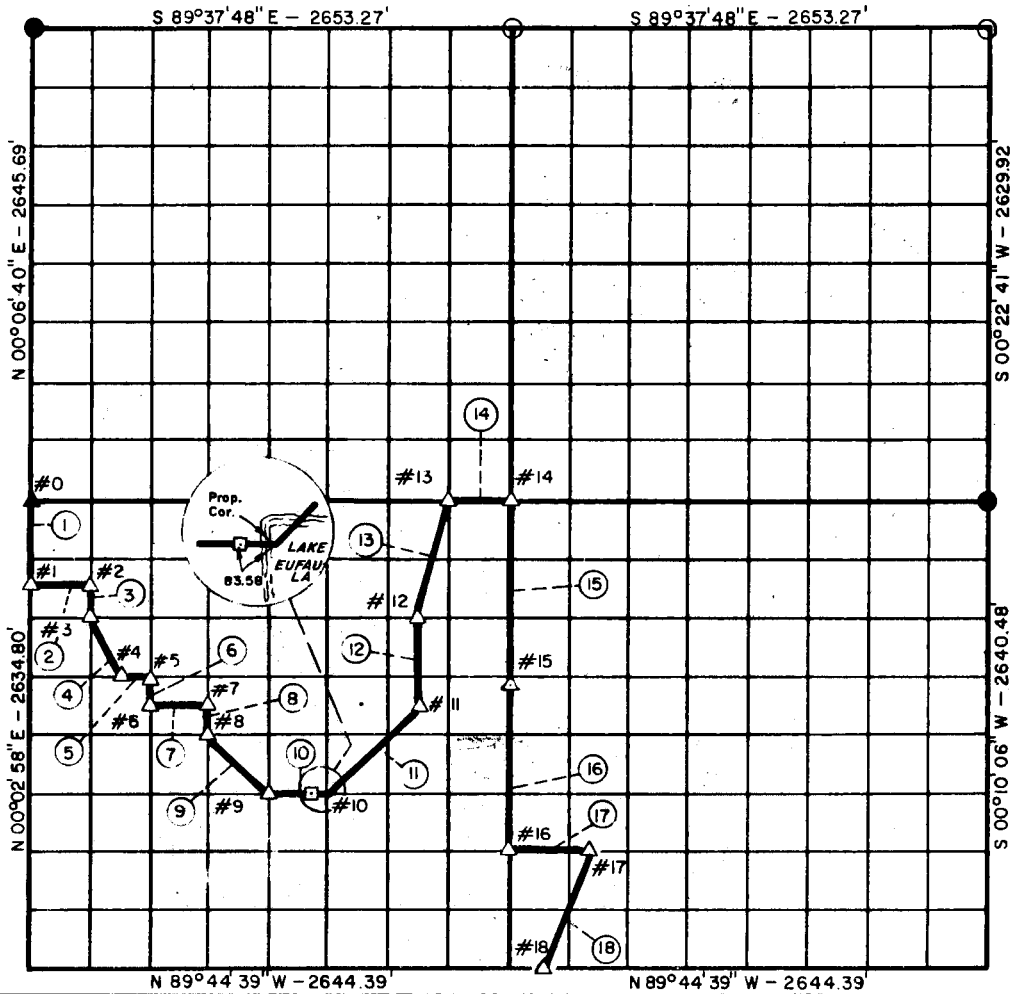 S 89°37'48" E - 2653.27'
S 89°37'48" E - 2653.27'
N 00°06'40" E - 2645.69'
S 00°22'41" W - 2629.92'
14
#0
#13
#14
Prop.
Cor.
1
13
LAKE
EUFAU-
LA
83.58'
#1
#2
15
3
#12
#3
2
6
12
#4
#5
#15
4
#7
8
#11
#6
#8
5
7
10
11
16
9
#9
#10
17
#16
#17
#18
18
N 00°02'58" E - 2634.80'
S 00°10'06" W - 2640.48'
N 89°44'39" W - 2644.39'
N 89°44'39" W - 2644.39'